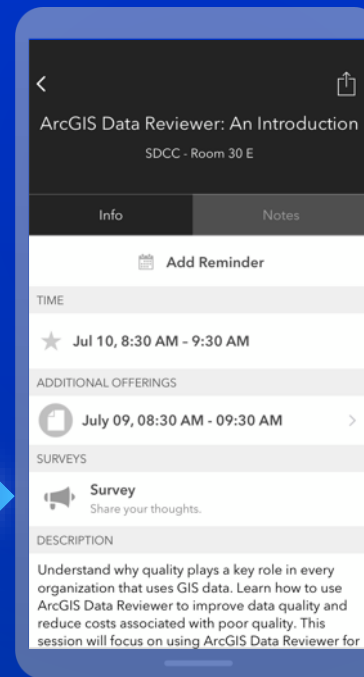 ArcGIS Data Reviewer: An Introduction
SDCC - Room 30 E
Info
Notes
Add Reminder
TIME
Jul 10, 8:30 AM – 9:30 AM
ADDITIONAL OFFERINGS
July 09, 08:30 AM - 09:30 AM
SURVEYS
Survey
Share your thoughts.
DESCRIPTION
Understand why quality plays a key role in every
organization that uses GIS data. Learn how to use
ArcGIS Data Reviewer to improve data quality and
reduce costs associated with poor quality. This
session will focus on using ArcGIS Data Reviewer for